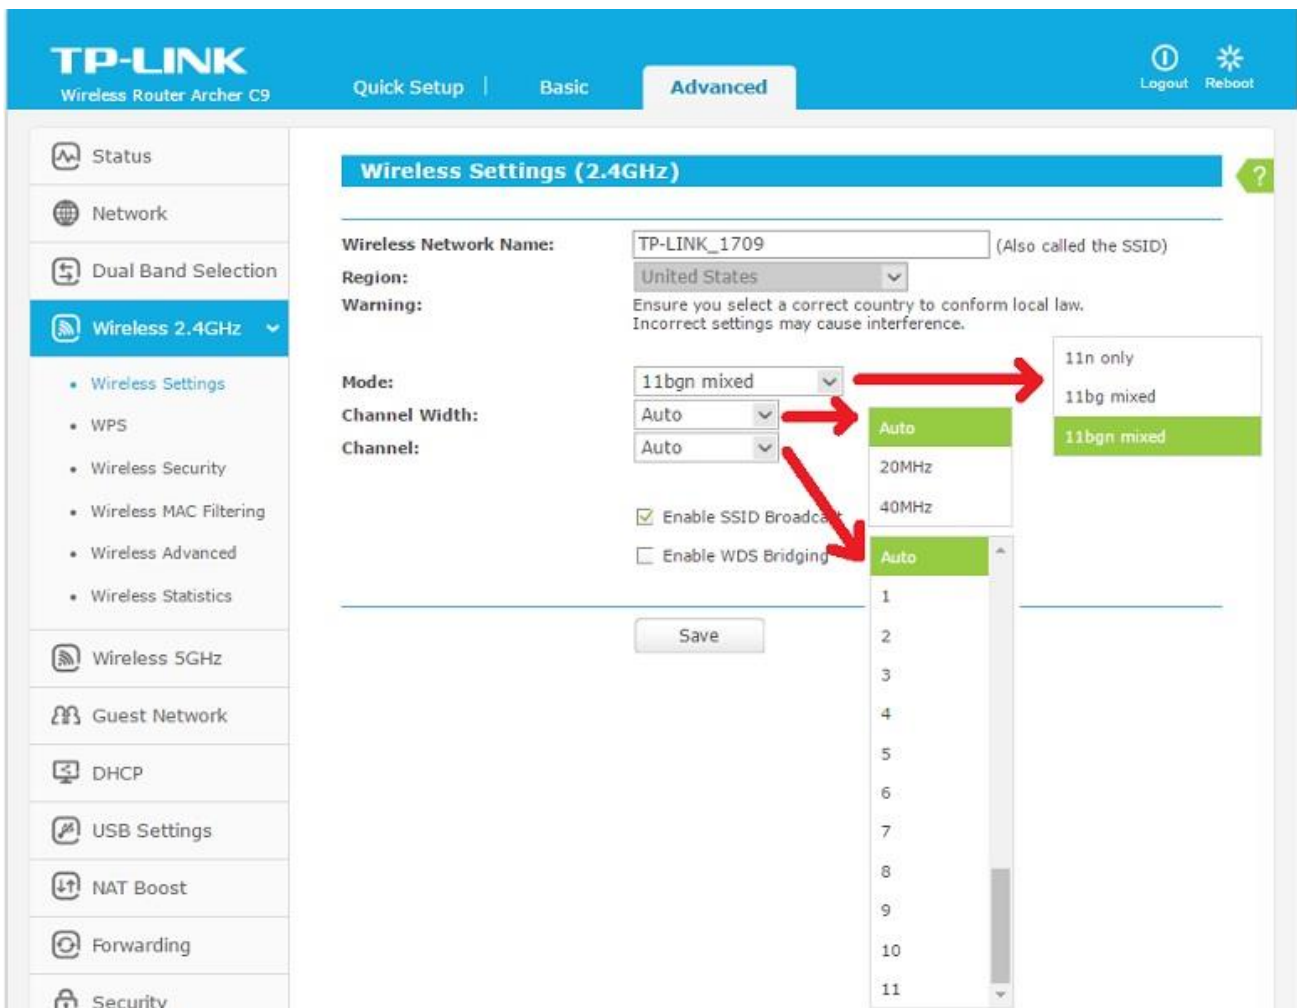 TP-LINK
Wireless Router Archer C9
Quick Setup
Basic
Advanced
Logout
Reboot
Status
Network
Dual Band Selection
Wireless 2.4GHz
Wireless Settings
WPS
Wireless Security
Wireless MAC Filtering
Wireless Advanced
Wireless Statistics
Wireless 5GHz
Guest Network
DHCP
USB Settings
NAT Boost
Forwarding
Security
Wireless Settings (2.4GHz)
?
Wireless Network Name: TP-LINK_1709 (Also called the SSID)
Region: United States
Warning: Ensure you select a correct country to conform local law.
Incorrect settings may cause interference.
Mode: 11bgn mixed
Channel Width: Auto
Channel: Auto
Enable SSID Broadcast
Enable WDS Bridging
Save
11n only
11bg mixed
11bgn mixed
Auto
20MHz
40MHz
Auto
1
2
3
4
5
6
7
8
9
10
11